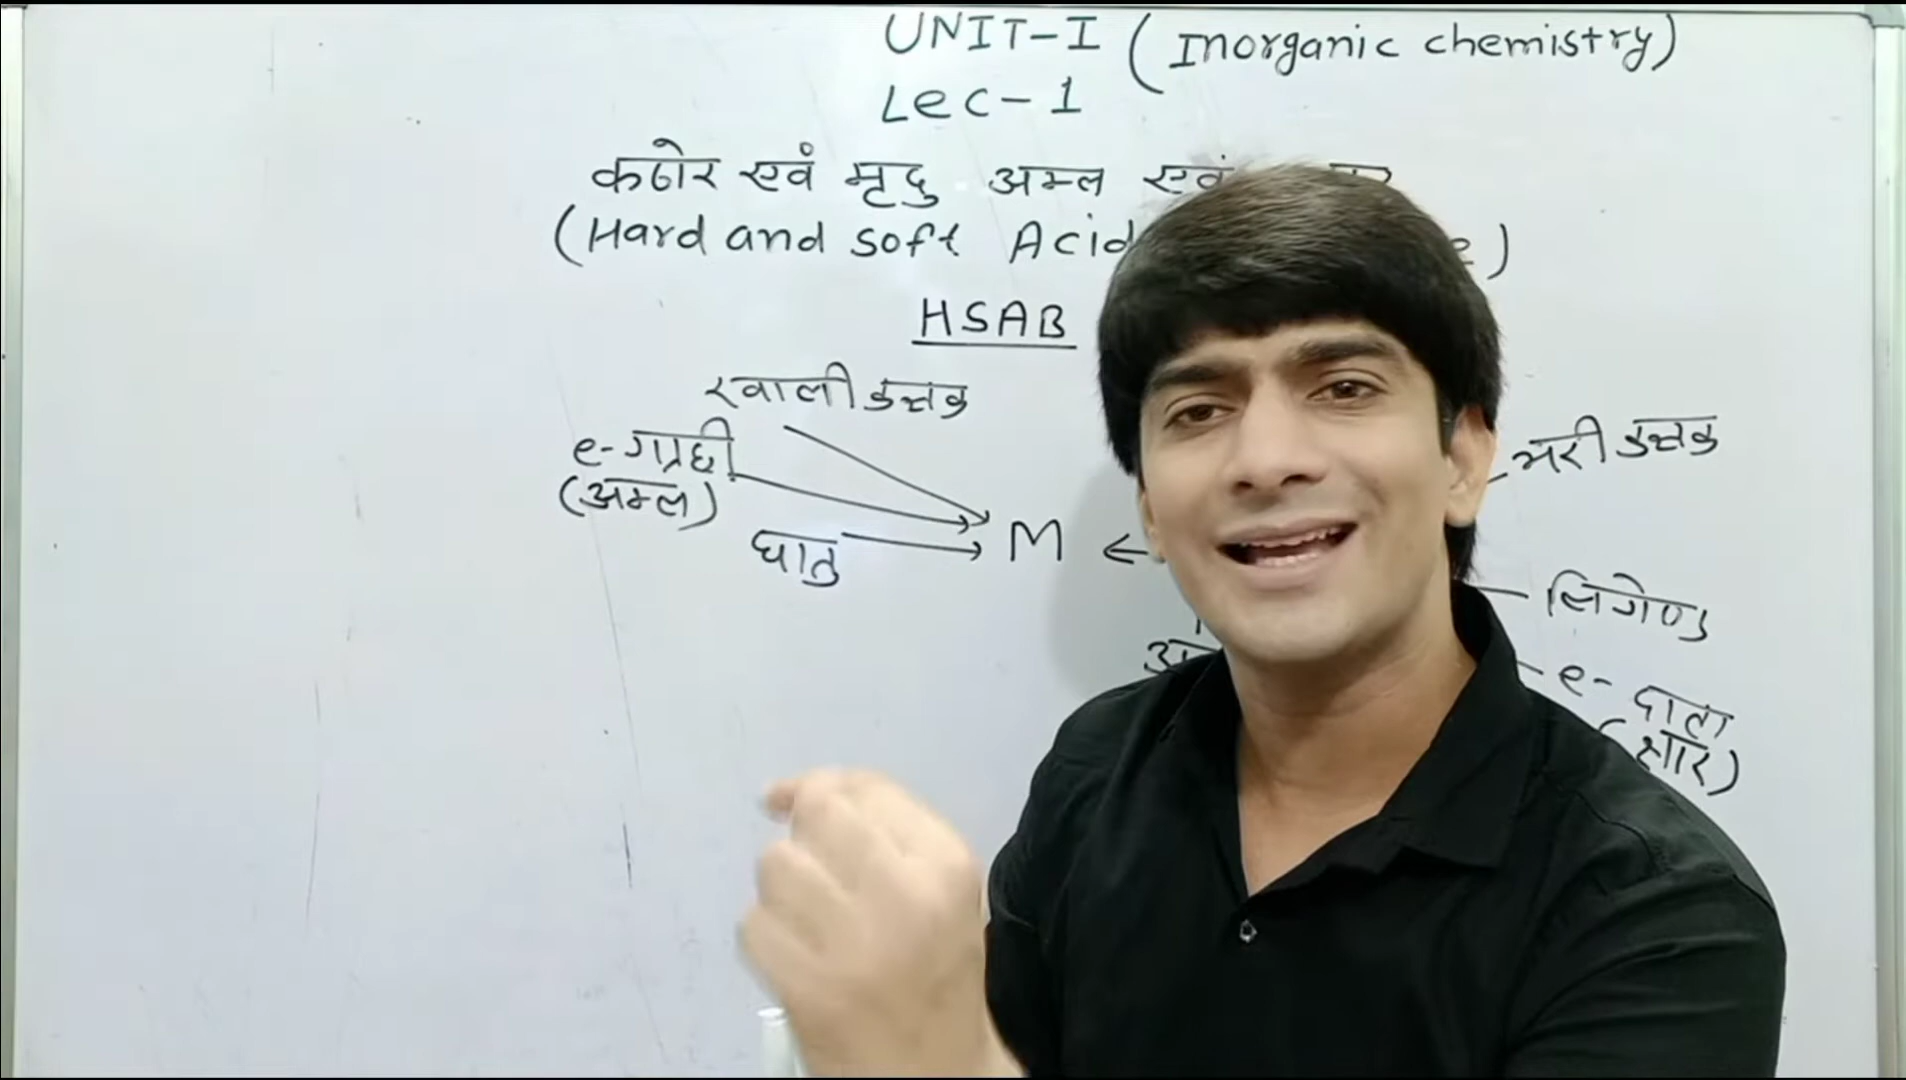 UNIT-I (Inorganic chemistry)
Lec-1
कठोर एवं मृदु अम्ल एवं
(Hard and soft Acid
HSAB
खाली कक्षक
e- ग्राही
(अम्ल)
धातु
M ←
भरी कक्षक
लिगेण्ड
e- दाता
(क्षार)